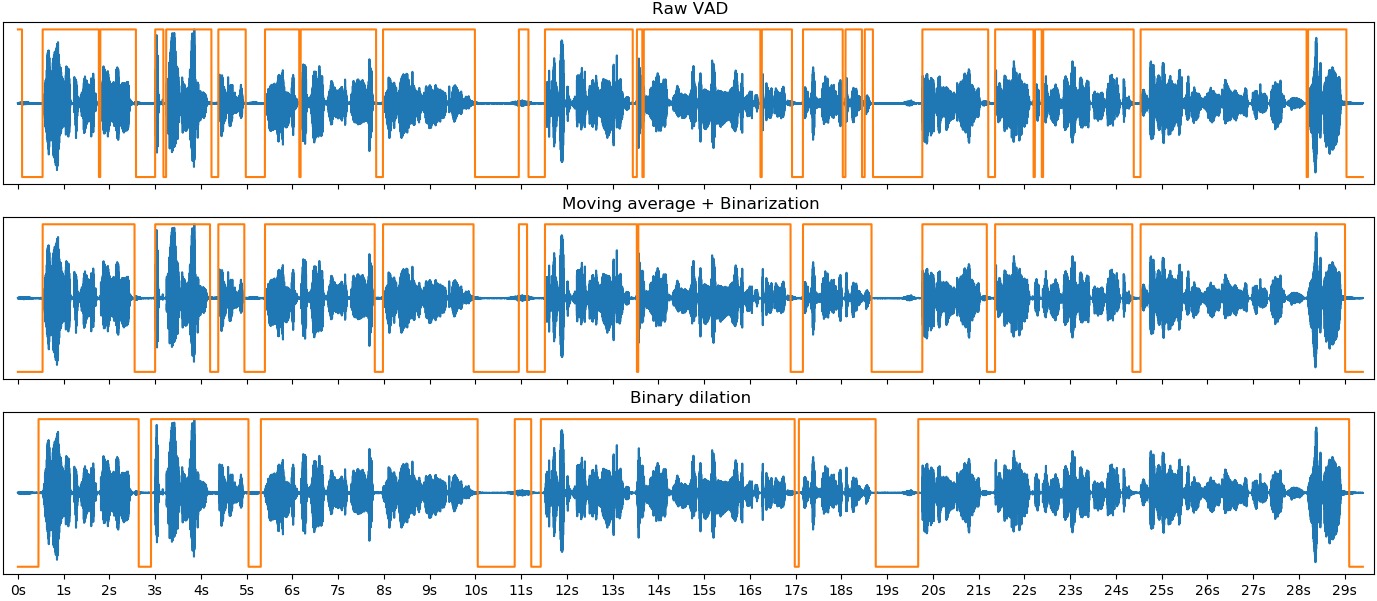 Raw VAD
Moving average + Binarization
Binary dilation
0s 1s 2s 3s 4s 5s 6s 7s 8s 9s 10s 11s 12s 13s 14s 15s 16s 17s 18s 19s 20s 21s 22s 23s 24s 25s 26s 27s 28s 29s